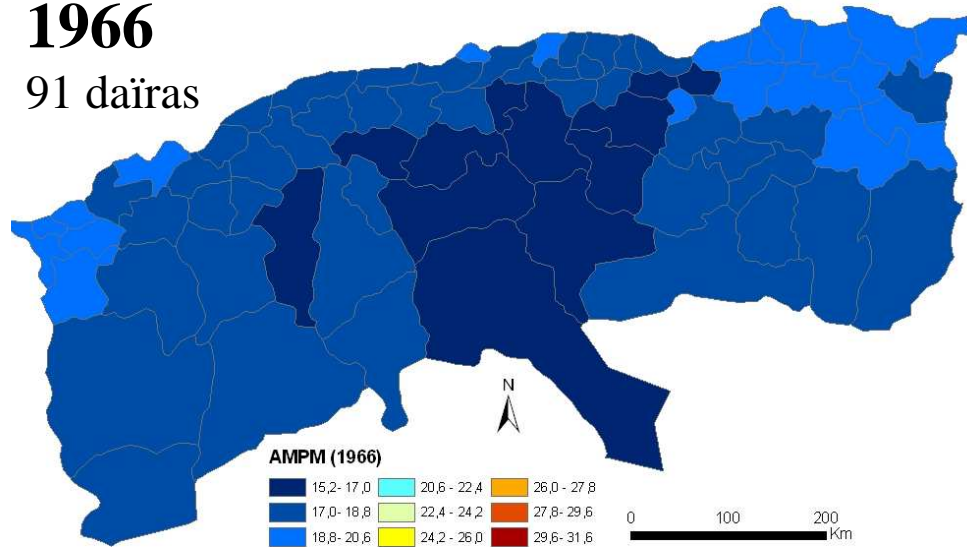 1966
91 daïras
N
AMPM (1966)
15,2- 17,0 20,6 - 22,4 26,0 - 27,8
17,0- 18,8 22,4 - 24,2 27,8 - 29,6
18,8- 20,6 24,2 - 26,0 29,6 - 31,6
0 100 200
Km